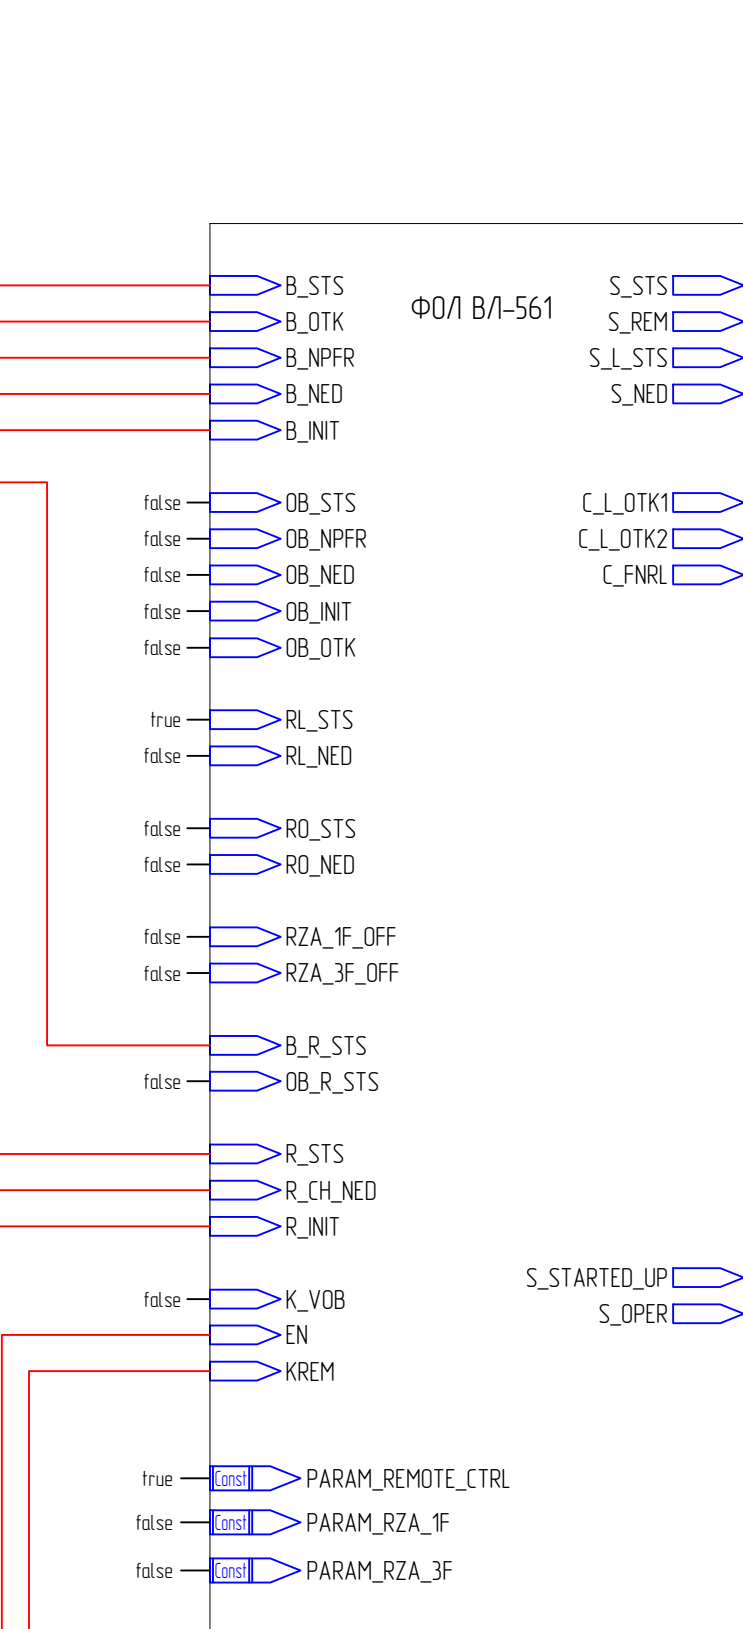 ФОЛ ВЛ-561
B_STS S_STS
B_OTK S_REM
B_NPFR S_L_STS
B_NED S_NED
B_INIT
false OB_STS C_L_OTK1
false OB_NPFR C_L_OTK2
false OB_NED C_FNRL
false OB_INIT
false OB_OTK
true RL_STS
false RL_NED
false RO_STS
false RO_NED
false RZA_1F_OFF
false RZA_3F_OFF
B_R_STS
false OB_R_STS
R_STS
R_CH_NED
R_INIT
S_STARTED_UP
false K_VOB S_OPER
EN
KREM
true Const PARAM_REMOTE_CTRL
false Const PARAM_RZA_1F
false Const PARAM_RZA_3F